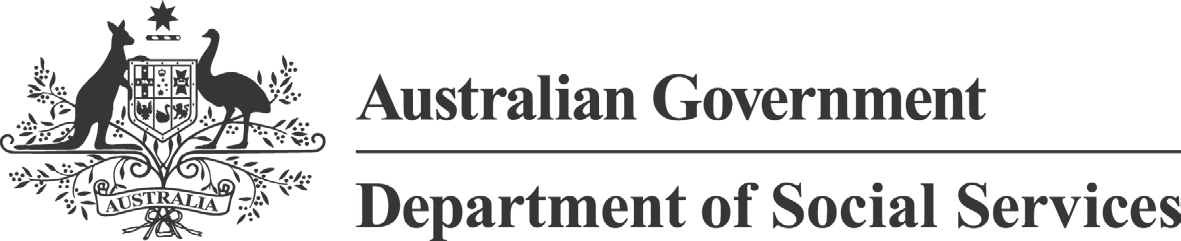 Australian Government
Department of Social Services
AUSTRALIA